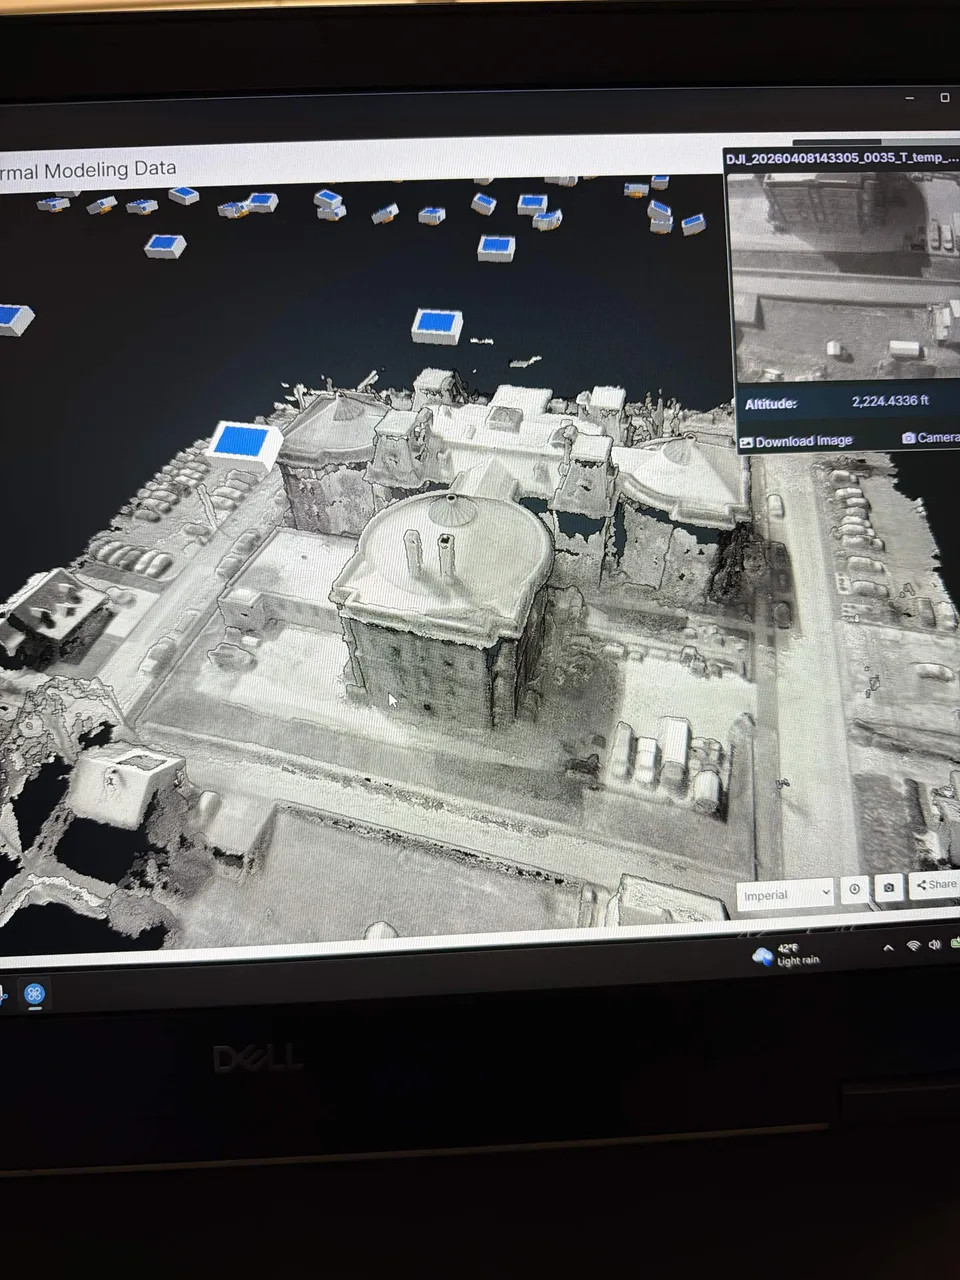 rmal Modeling Data
DJI_20260408143305_0035_T_temp_...
Altitude:
2,224.4336 ft
Download Image
Camera
Imperial
Share
42°F
Light rain
DELL